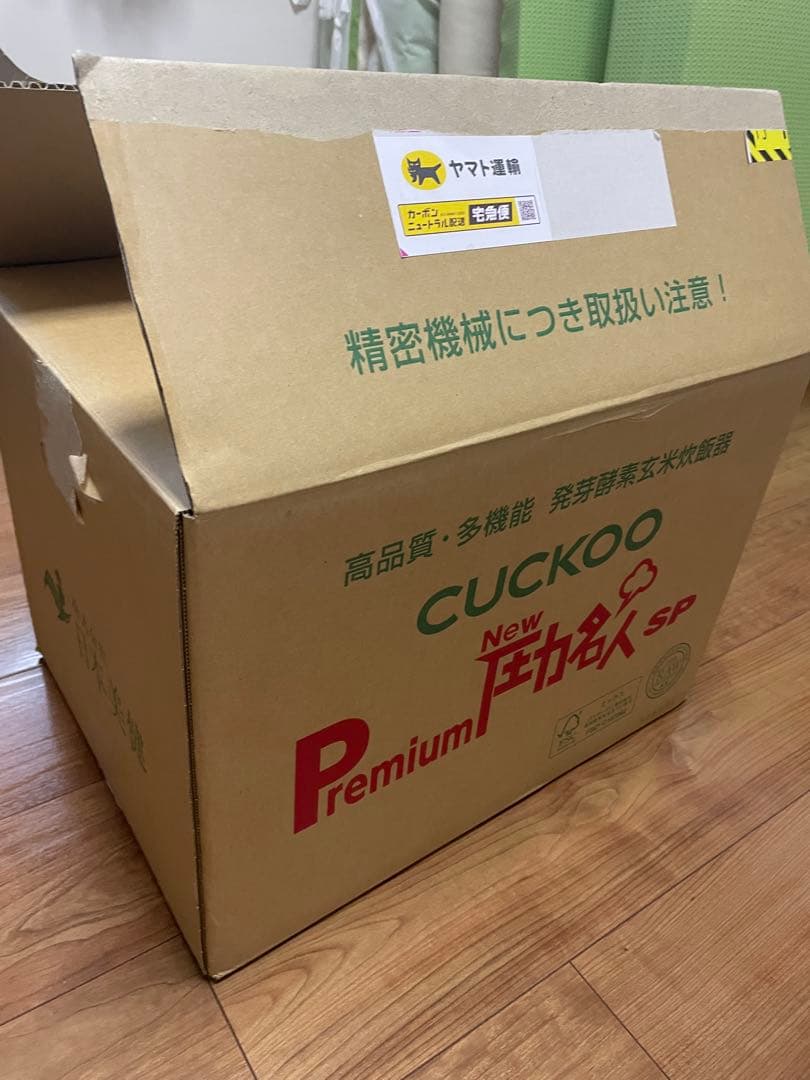 ヤマト運輸
カーボン
ニュートラル配送 宅急便
精密機械につき取扱い注意!
高品質・多機能 発芽酵素玄米炊飯器
CUCKOO
Premium New 圧力名人 SP
FSC